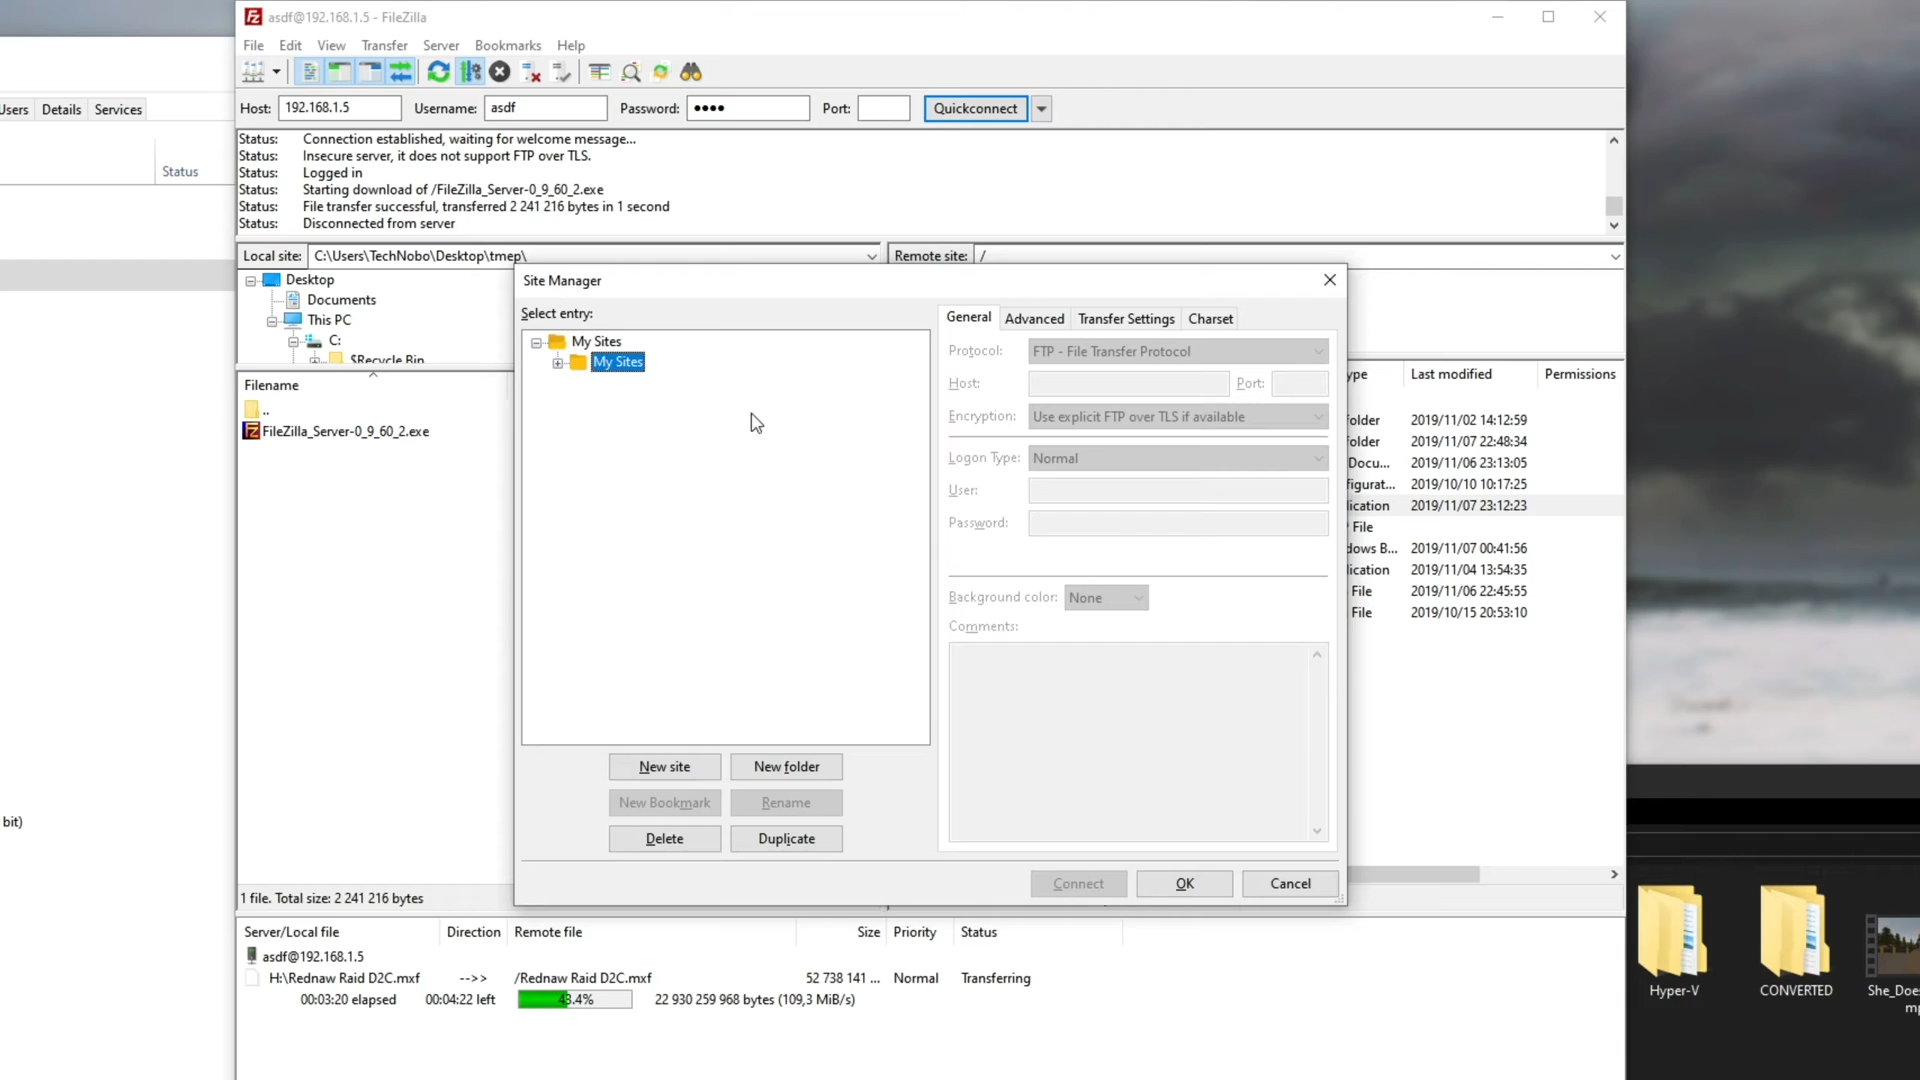 asdf@192.168.1.5 - FileZilla
File Edit View Transfer Server Bookmarks Help
Host: 192.168.1.5 Username: asdf Password: •••• Port: Quickconnect
Users Details Services
Status: Connection established, waiting for welcome message...
Status: Insecure server, it does not support FTP over TLS.
Status: Logged in
Status: Starting download of /FileZilla_Server-0_9_60_2.exe
Status: File transfer successful, transferred 2 241 216 bytes in 1 second
Status: Disconnected from server
Status
Local site: C:\Users\TechNobo\Desktop\tmep\
Remote site: /
Desktop
Documents
This PC
C:
$Recycle Bin
Filename
..
FileZilla_Server-0_9_60_2.exe
1 file. Total size: 2 241 216 bytes
Site Manager
Select entry:
My Sites
My Sites
New site New folder
New Bookmark Rename
Delete Duplicate
General Advanced Transfer Settings Charset
Protocol: FTP - File Transfer Protocol
Host: Port:
Encryption: Use explicit FTP over TLS if available
Logon Type: Normal
User:
Password:
Background color: None
Comments:
Connect OK Cancel
ype Last modified Permissions
older 2019/11/02 14:12:59
older 2019/11/07 22:48:34
Docu... 2019/11/06 23:13:05
figurat... 2019/10/10 10:17:25
ication 2019/11/07 23:12:23
File
dows B... 2019/11/07 00:41:56
ication 2019/11/04 13:54:35
File 2019/11/06 22:45:55
File 2019/10/15 20:53:10
bit)
Server/Local file Direction Remote file Size Priority Status
asdf@192.168.1.5
H:\Rednaw Raid D2C.mxf -->> /Rednaw Raid D2C.mxf 52 738 141 ... Normal Transferring
00:03:20 elapsed 00:04:22 left 43.4% 22 930 259 968 bytes (109,3 MiB/s)
Hyper-V
CONVERTED
She_Does
mp